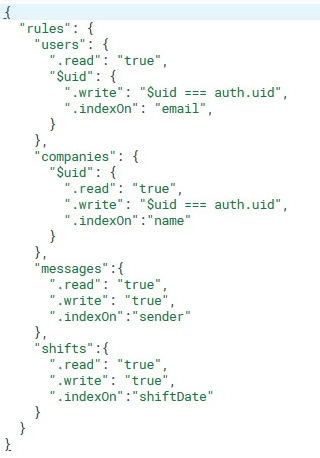 {
  "rules": {
    "users": {
      ".read": "true",
      "$uid": {
        ".write": "$uid === auth.uid",
        ".indexOn": "email",
      }
    },
    "companies": {
      "$uid": {
        ".read": "true",
        ".write": "$uid === auth.uid",
        ".indexOn":"name"
      }
    },
    "messages":{
      ".read": "true",
      ".write": "true",
      ".indexOn":"sender"
    },
    "shifts":{
      ".read": "true",
      ".write": "true",
      ".indexOn":"shiftDate"
    }
  }
}